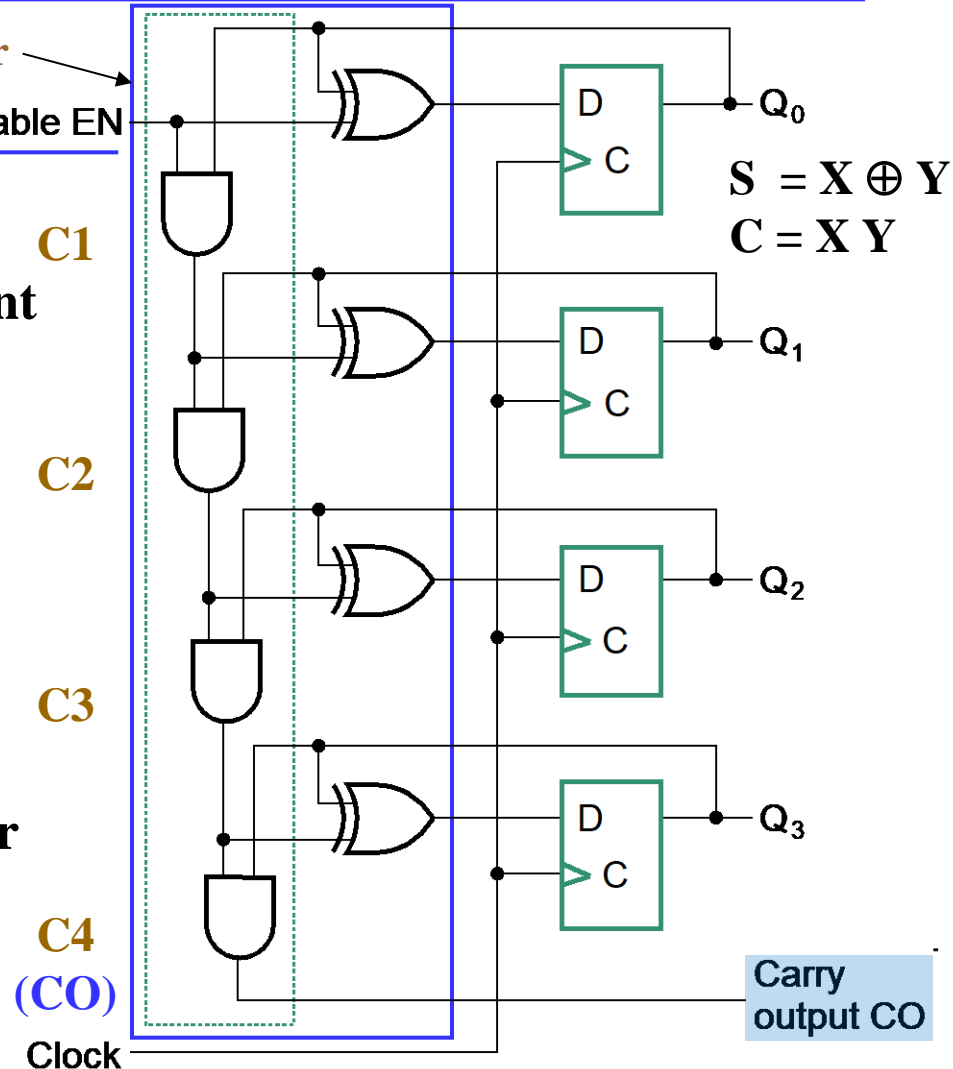 r
able EN
D
C
Q0
S = X ⊕ Y
C = X Y
C1
nt
D
C
Q1
C2
D
C
Q2
C3
r
D
C
Q3
C4
(CO)
Carry
output CO
Clock